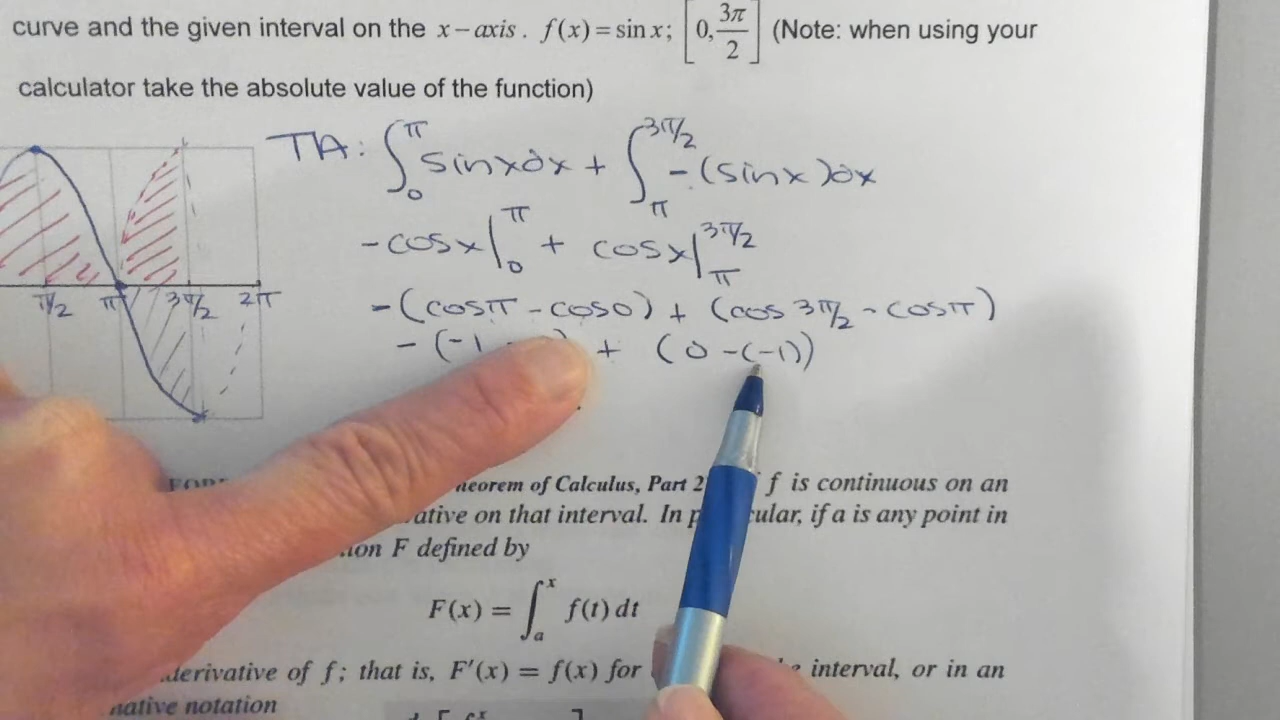 curve and the given interval on the x-axis. f(x) = sin x; [0, 3π/2] (Note: when using your
calculator take the absolute value of the function)
TA: ∫₀^π sinx dx + ∫_π^{3π/2} -(sinx)dx
-cosx|₀^π + cosx|_π^{3π/2}
-(cosπ - cos0) + (cos 3π/2 - cosπ)
-(-1 + (0-(-1))
π/2 π 3π/2 2π
of Calculus, Part 2 f is continuous on an
on that interval. In if a is any point in
F defined by
F(x) = ∫ₐˣ f(t) dt
derivative of f; that is, F′(x) = f(x) for interval, or in an
notation